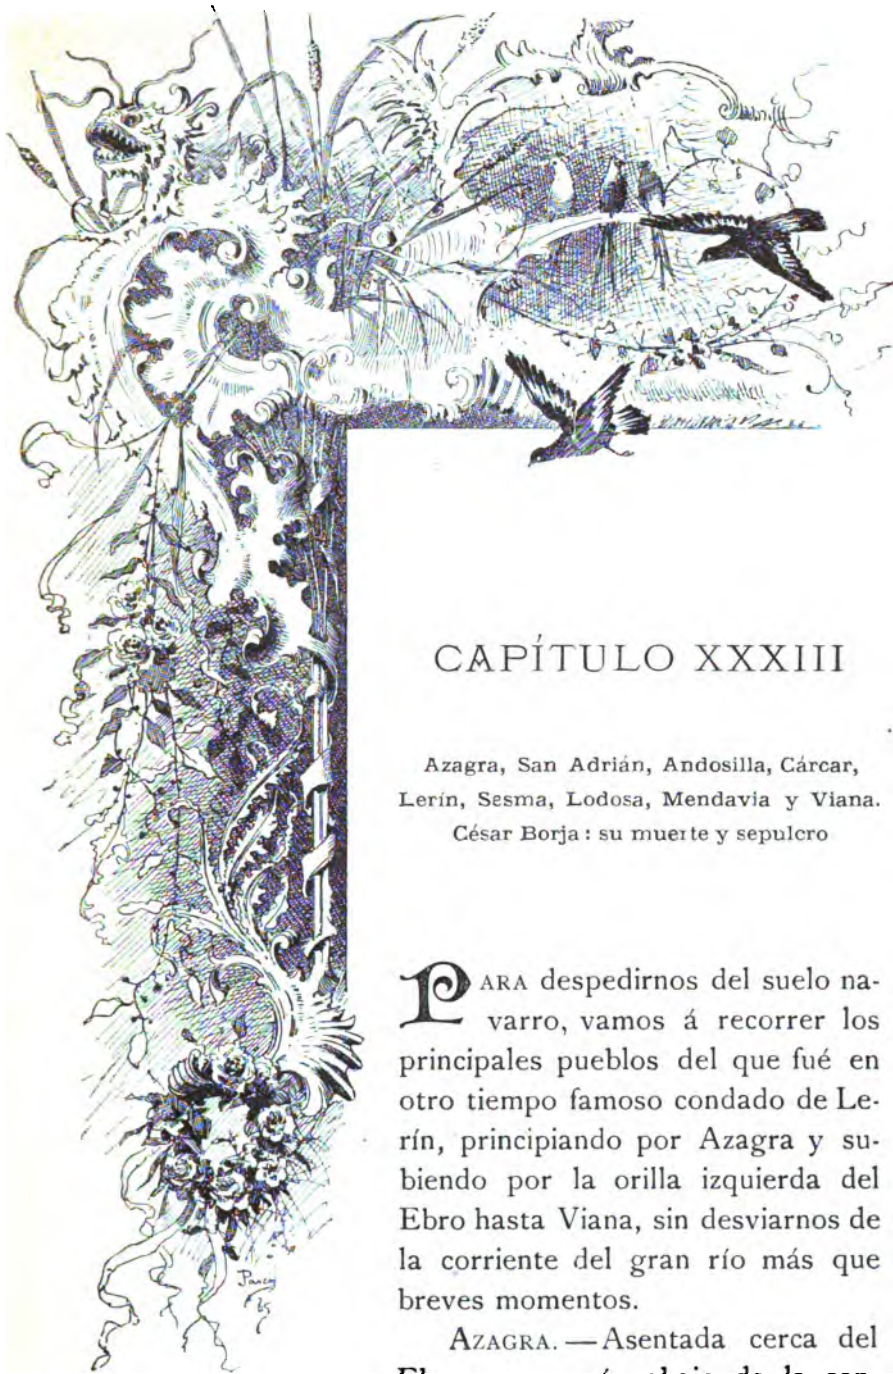 CAPÍTULO XXXIII
Azagra, San Adrián, Andosilla, Cárcar,
Lerín, Sesma, Lodosa, Mendavia y Viana.
César Borja: su muerte y sepulcro
PARA despedirnos del suelo na-
varro, vamos á recorrer los
principales pueblos del que fué en
otro tiempo famoso condado de Le-
rín, principiando por Azagra y su-
biendo por la orilla izquierda del
Ebro hasta Viana, sin desviarnos de
la corriente del gran río más que
breves momentos.
AZAGRA. — Asentada cerca del